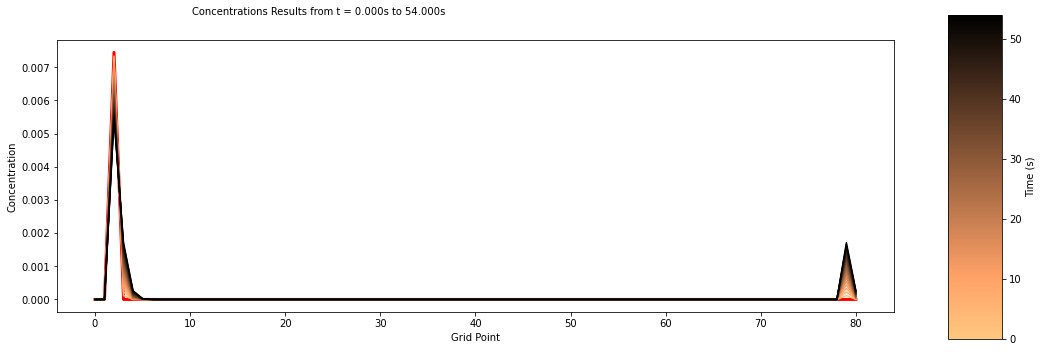 Concentrations Results from t = 0.000s to 54.000s
0.007
0.006
0.005
0.004
0.003
0.002
0.001
0.000
Concentration
0 10 20 30 40 50 60 70 80
Grid Point
50
40
30
20
10
0
Time (s)